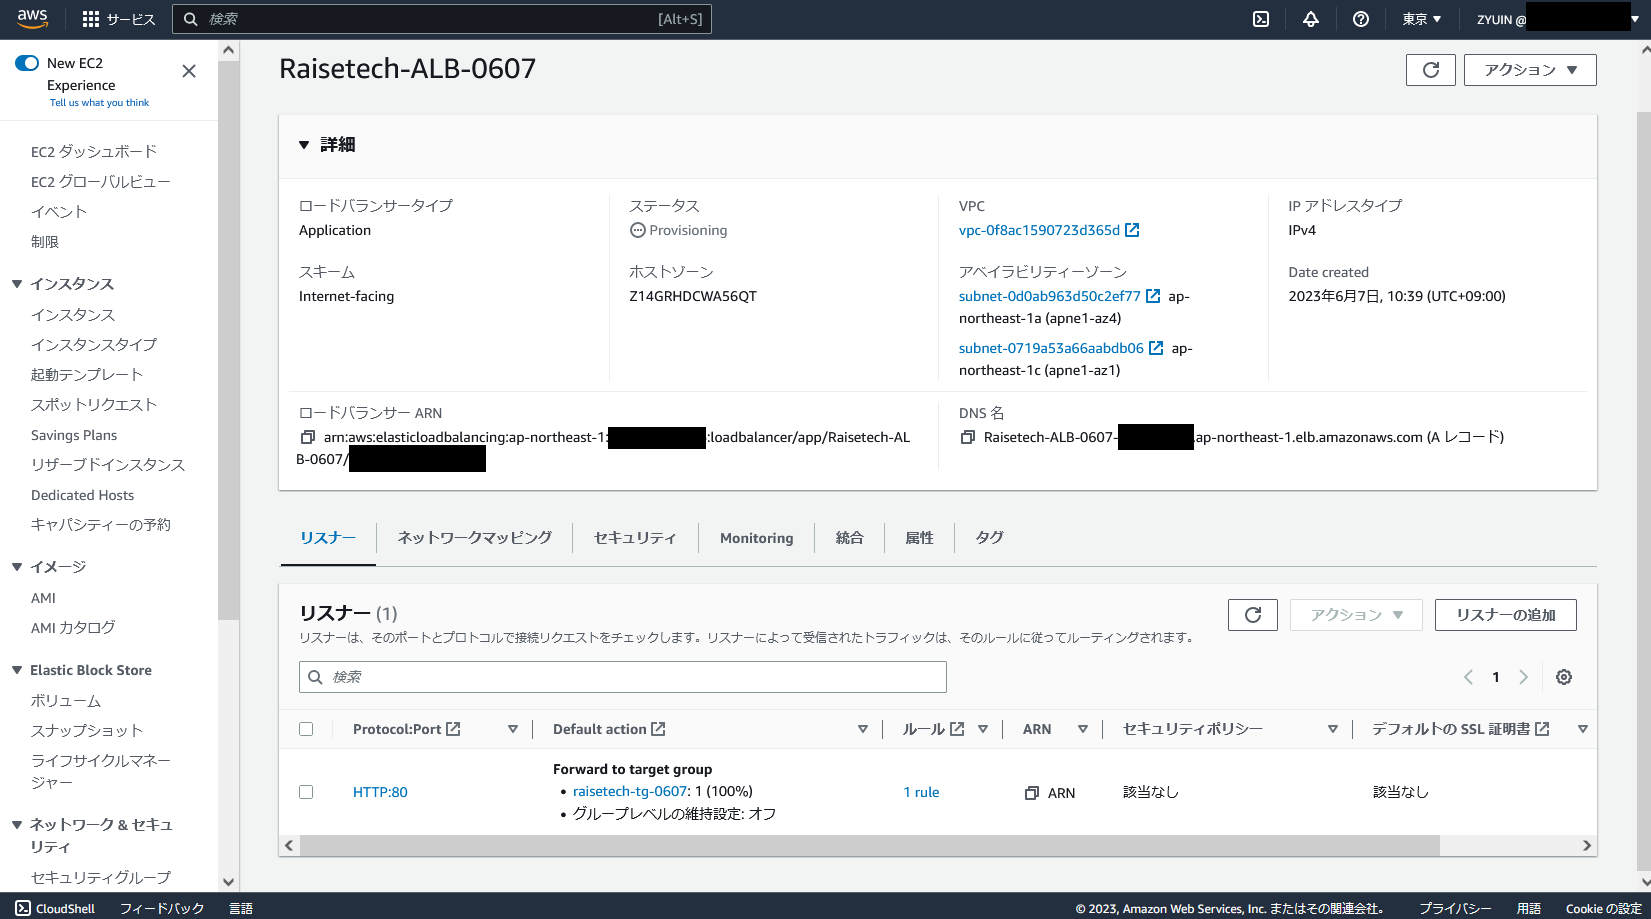 aws
サービス
検索
[Alt+S]
東京 ▼
ZYUIN @
New EC2
Experience
Tell us what you think
EC2 ダッシュボード
EC2 グローバルビュー
イベント
制限
▼ インスタンス
インスタンス
インスタンスタイプ
起動テンプレート
スポットリクエスト
Savings Plans
リザーブドインスタンス
Dedicated Hosts
キャパシティーの予約
▼ イメージ
AMI
AMI カタログ
▼ Elastic Block Store
ボリューム
スナップショット
ライフサイクルマネー
ジャー
▼ ネットワーク & セキュ
リティ
セキュリティグループ
Raisetech-ALB-0607
アクション ▼
▼ 詳細
ロードバランサータイプ
Application
ステータス
Provisioning
VPC
vpc-0f8ac1590723d365d
IP アドレスタイプ
IPv4
スキーム
Internet-facing
ホストゾーン
Z14GRHDCWA56QT
アベイラビリティーゾーン
subnet-0d0ab963d50c2ef77 ap-
northeast-1a (apne1-az4)
subnet-0719a53a66aabdb06 ap-
northeast-1c (apne1-az1)
Date created
2023年6月7日, 10:39 (UTC+09:00)
ロードバランサー ARN
arn:aws:elasticloadbalancing:ap-northeast-1: :loadbalancer/app/Raisetech-AL
B-0607/
DNS 名
Raisetech-ALB-0607- .ap-northeast-1.elb.amazonaws.com (A レコード)
リスナー
ネットワークマッピング
セキュリティ
Monitoring
統合
属性
タグ
リスナー (1)
リスナーは、そのポートとプロトコルで接続リクエストをチェックします。リスナーによって受信されたトラフィックは、そのルールに従ってルーティングされます。
アクション ▼
リスナーの追加
検索
1
Protocol:Port
Default action
ルール
ARN
セキュリティポリシー
デフォルトの SSL 証明書
HTTP:80
Forward to target group
• raisetech-tg-0607: 1 (100%)
• グループレベルの維持設定: オフ
1 rule
ARN
該当なし
該当なし
CloudShell
フィードバック
言語
© 2023, Amazon Web Services, Inc. またはその関連会社。
プライバシー
用語
Cookie の設定